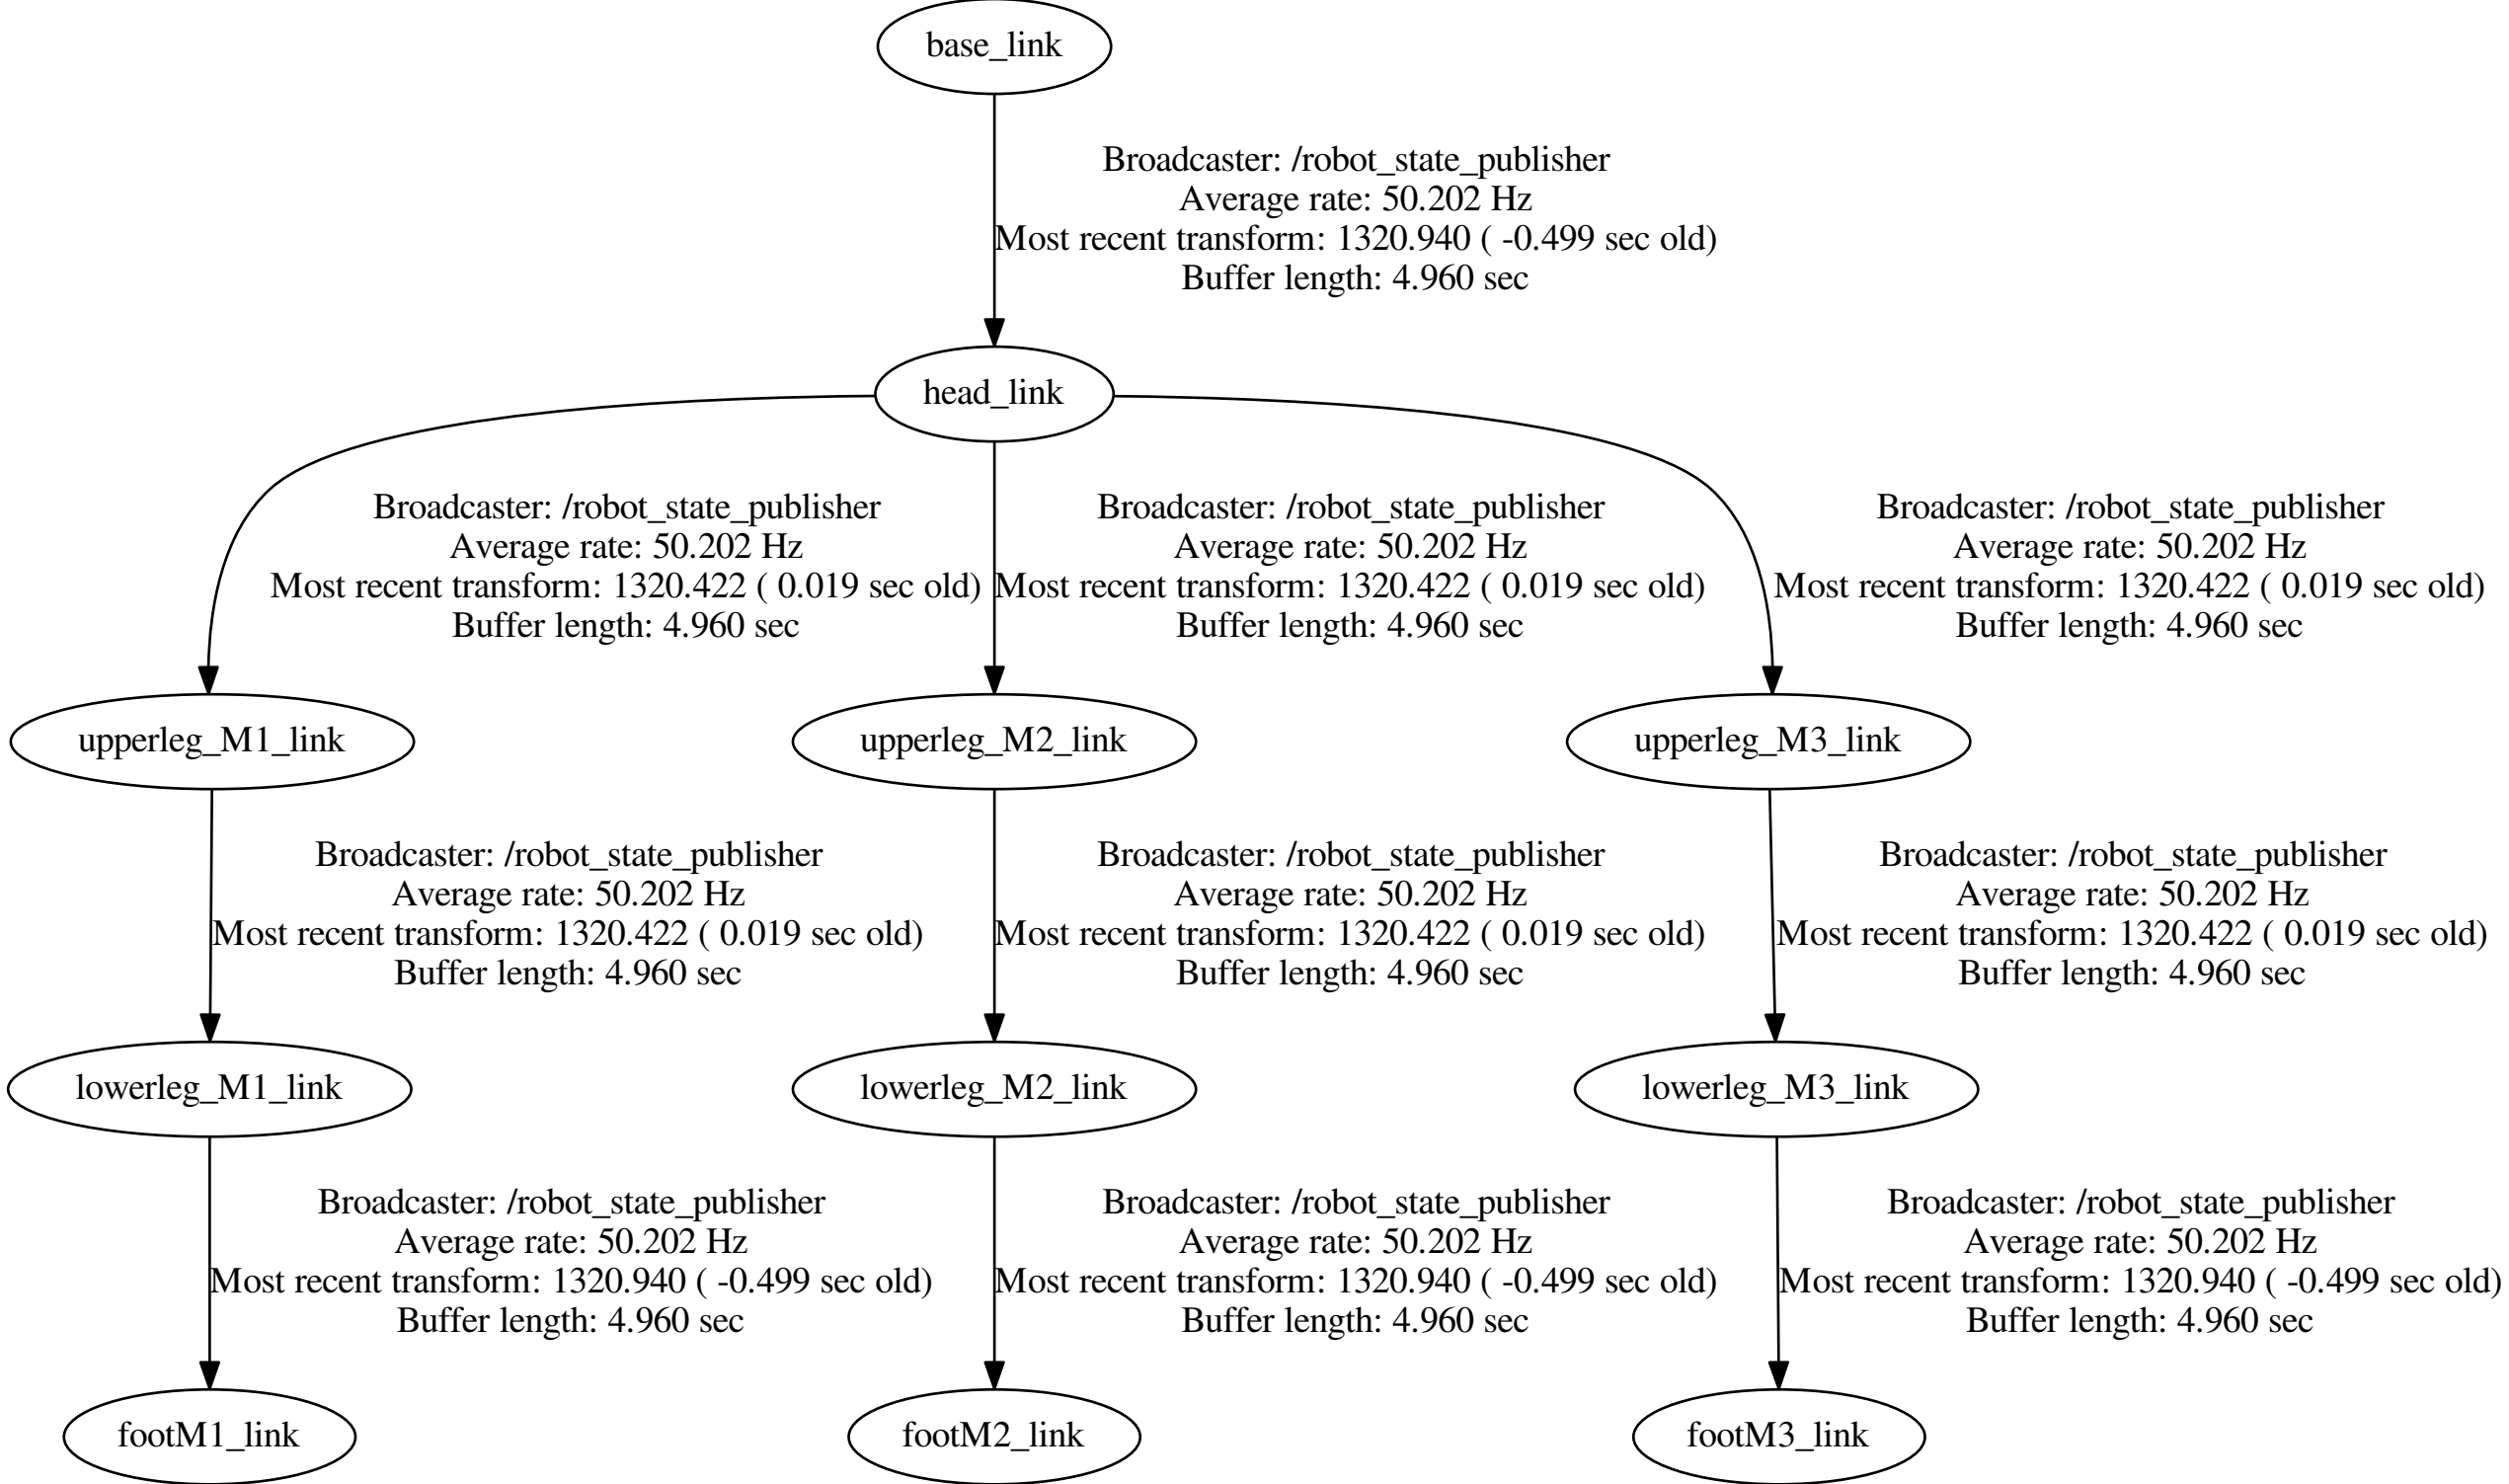 base_link
Broadcaster: /robot_state_publisher
Average rate: 50.202 Hz
Most recent transform: 1320.940 ( -0.499 sec old)
Buffer length: 4.960 sec
head_link
Broadcaster: /robot_state_publisher
Average rate: 50.202 Hz
Most recent transform: 1320.422 ( 0.019 sec old)
Buffer length: 4.960 sec
Broadcaster: /robot_state_publisher
Average rate: 50.202 Hz
Most recent transform: 1320.422 ( 0.019 sec old)
Buffer length: 4.960 sec
Broadcaster: /robot_state_publisher
Average rate: 50.202 Hz
Most recent transform: 1320.422 ( 0.019 sec old)
Buffer length: 4.960 sec
upperleg_M1_link
upperleg_M2_link
upperleg_M3_link
Broadcaster: /robot_state_publisher
Average rate: 50.202 Hz
Most recent transform: 1320.422 ( 0.019 sec old)
Buffer length: 4.960 sec
Broadcaster: /robot_state_publisher
Average rate: 50.202 Hz
Most recent transform: 1320.422 ( 0.019 sec old)
Buffer length: 4.960 sec
Broadcaster: /robot_state_publisher
Average rate: 50.202 Hz
Most recent transform: 1320.422 ( 0.019 sec old)
Buffer length: 4.960 sec
lowerleg_M1_link
lowerleg_M2_link
lowerleg_M3_link
Broadcaster: /robot_state_publisher
Average rate: 50.202 Hz
Most recent transform: 1320.940 ( -0.499 sec old)
Buffer length: 4.960 sec
Broadcaster: /robot_state_publisher
Average rate: 50.202 Hz
Most recent transform: 1320.940 ( -0.499 sec old)
Buffer length: 4.960 sec
Broadcaster: /robot_state_publisher
Average rate: 50.202 Hz
Most recent transform: 1320.940 ( -0.499 sec old)
Buffer length: 4.960 sec
footM1_link
footM2_link
footM3_link